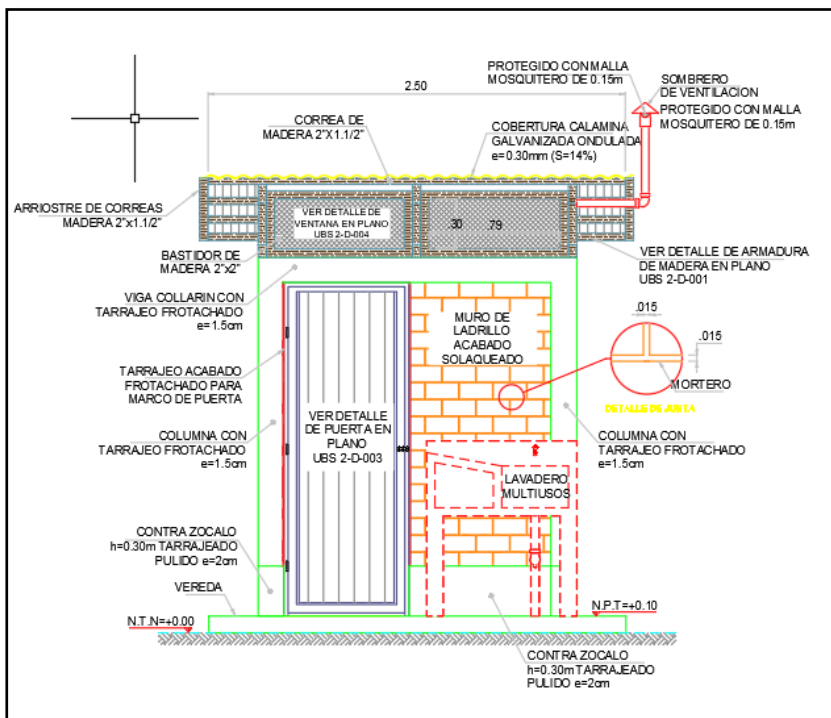 PROTEGIDO CON MALLA
MOSQUITERO DE 0.15m
SOMBRERO
DE VENTILACION
PROTEGIDO CON MALLA
MOSQUITERO DE 0.15m
2.50
CORREA DE
MADERA 2"X1.1/2"
COBERTURA CALAMINA
GALVANIZADA ONDULADA
e=0.30mm (S=14%)
ARRIOSTRE DE CORREAS
MADERA 2"x1.1/2"
VER DETALLE DE
VENTANA EN PLANO
UBS 2-D-004
.30
.79
BASTIDOR DE
MADERA 2"x2"
VER DETALLE DE ARMADURA
DE MADERA EN PLANO
UBS 2-D-001
VIGA COLLARIN CON
TARRAJEO FROTACHADO
e=1.5cm
MURO DE
LADRILLO
ACABADO
SOLAQUEADO
.015
.015
MORTERO
DETALLE DE JUNTA
TARRAJEO ACABADO
FROTACHADO PARA
MARCO DE PUERTA
VER DETALLE
DE PUERTA EN
PLANO
UBS 2-D-003
COLUMNA CON
TARRAJEO FROTACHADO
e=1.5cm
COLUMNA CON
TARRAJEO FROTACHADO
e=1.5cm
LAVADERO
MULTIUSOS
CONTRA ZOCALO
h=0.30m TARRAJEADO
PULIDO e=2cm
VEREDA
N.T.N=+0.00
N.P.T=+0.10
CONTRA ZOCALO
h=0.30m TARRAJEADO
PULIDO e=2cm